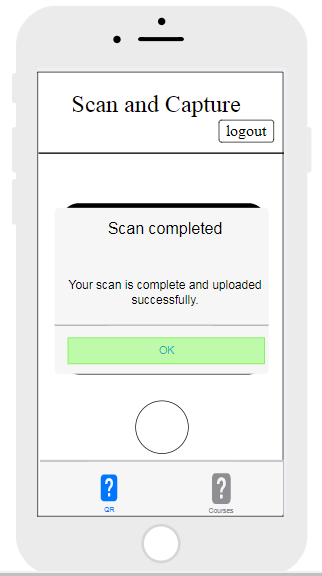 Scan and Capture
logout
Scan completed
Your scan is complete and uploaded
successfully.
OK
?
?
QR
Courses